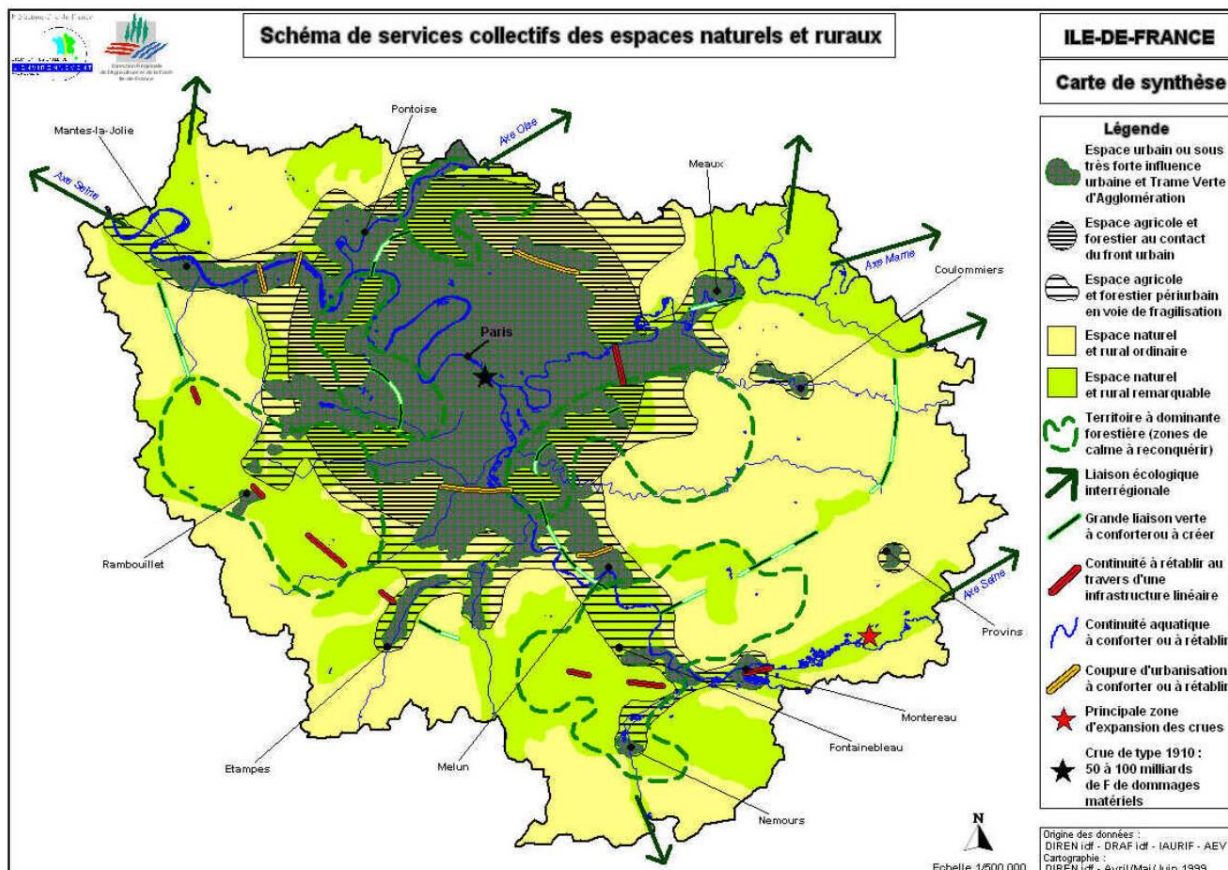 Schéma de services collectifs des espaces naturels et ruraux
ILE-DE-FRANCE
Carte de synthèse
Légende
Espace urbain ou sous
très forte influence
urbaine et Trame Verte
d'Agglomération
Espace agricole et
forestier au contact
du front urbain
Espace agricole
et forestier périurbain
en voie de fragilisation
Espace naturel
et rural ordinaire
Espace naturel
et rural remarquable
Territoire à dominante
forestière (zones de
calme à reconquérir)
Liaison écologique
interrégionale
Grande liaison verte
à conforterou à créer
Continuité à rétablir au
travers d'une
infrastructure linéaire
Continuité aquatique
à conforter ou à rétablir
Coupure d'urbanisation
à conforter ou à rétablir
Principale zone
d'expansion des crues
Crue de type 1910 :
50 à 100 milliards
de F de dommages
matériels
Origine des données :
DIREN idf - DRAF idf - IAURIF - AEV
Cartographie :
DIREN idf - Avril/Mai/Juin 1999
Mantes-la-Jolie
Pontoise
Axe Oise
Meaux
Axe Seine
Axe Marne
Coulommiers
Paris
Rambouillet
Axe Seine
Provins
Montereau
Fontainebleau
Etampes
Melun
Nemours
N
Echelle 1/500 000